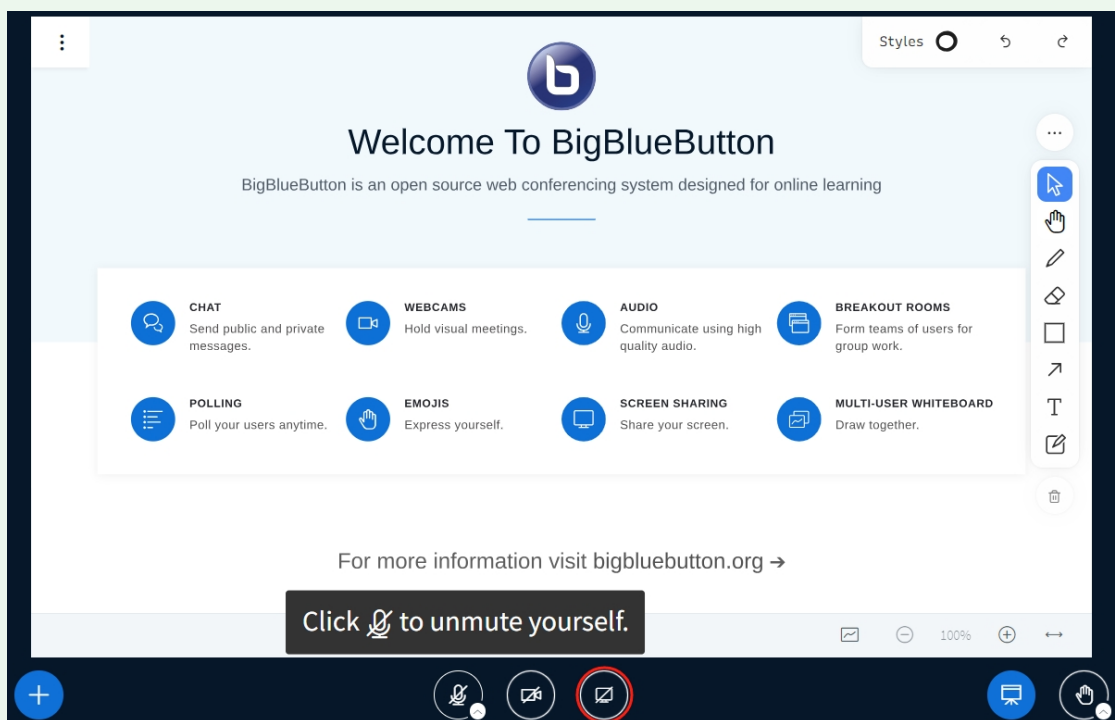 Styles
Welcome To BigBlueButton
BigBlueButton is an open source web conferencing system designed for online learning
CHAT
Send public and private
messages.
WEBCAMS
Hold visual meetings.
AUDIO
Communicate using high
quality audio.
BREAKOUT ROOMS
Form teams of users for
group work.
POLLING
Poll your users anytime.
EMOJIS
Express yourself.
SCREEN SHARING
Share your screen.
MULTI-USER WHITEBOARD
Draw together.
For more information visit bigbluebutton.org →
Click to unmute yourself.
100%